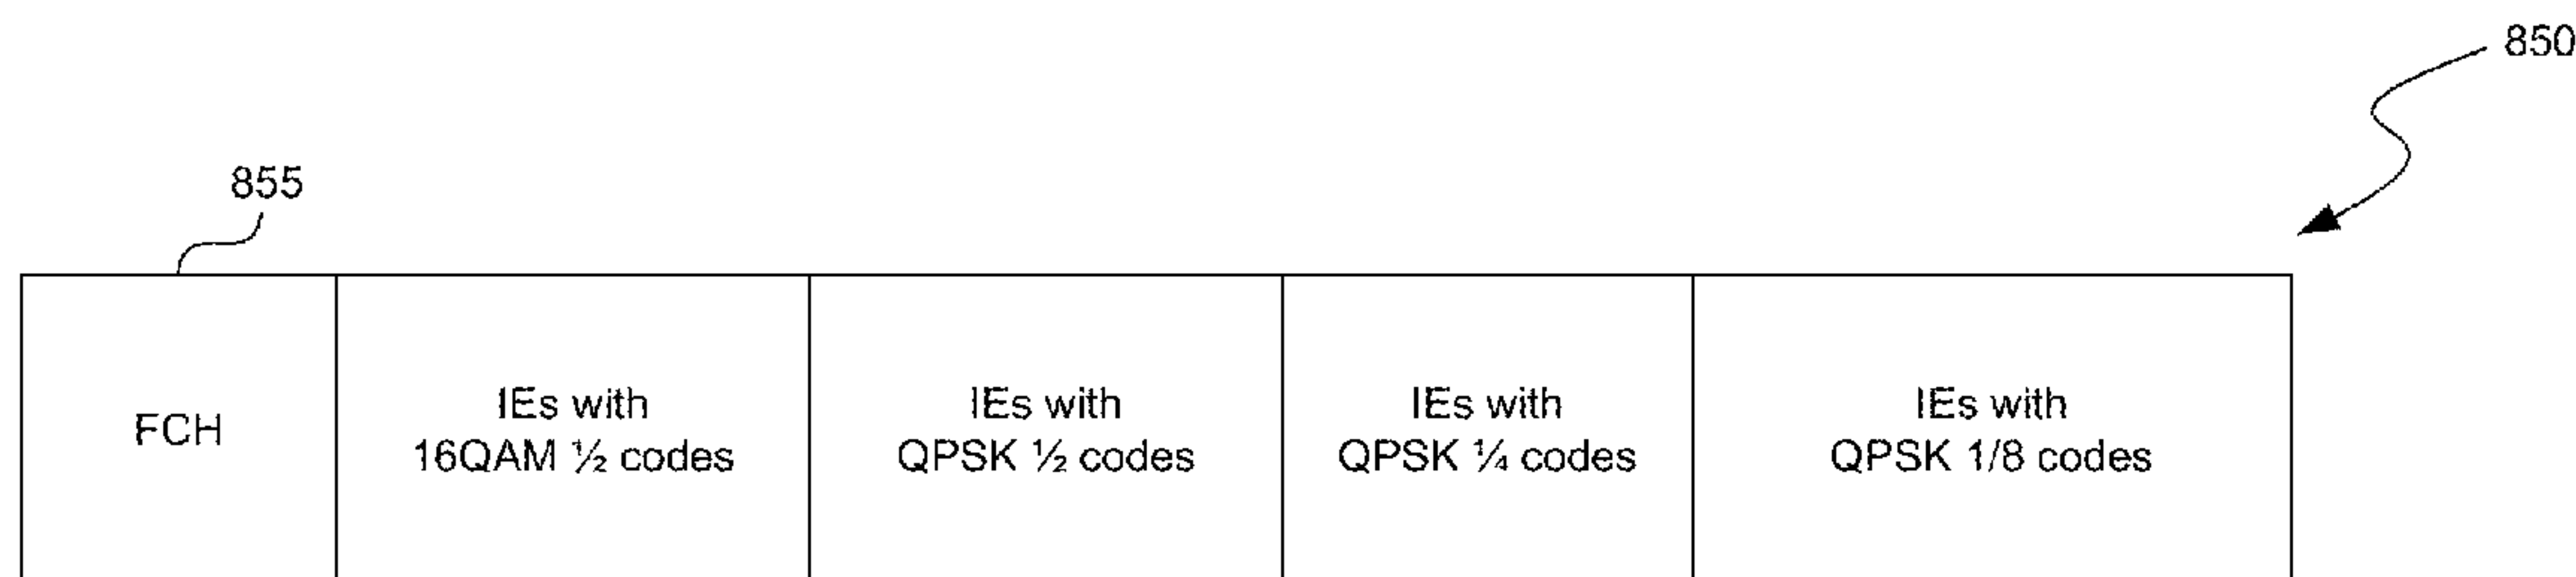 850
855
FCH
IEs with
16QAM ½ codes
IEs with
QPSK ½ codes
IEs with
QPSK ¼ codes
IEs with
QPSK 1/8 codes